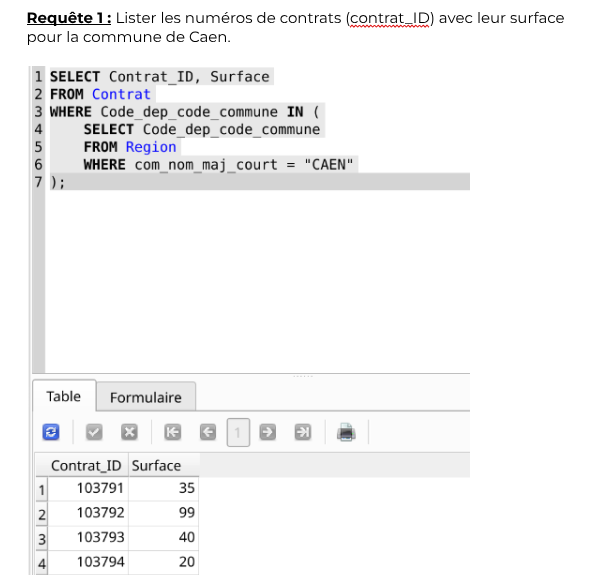 Requête 1 : Lister les numéros de contrats (contrat_ID) avec leur surface
pour la commune de Caen.
1 SELECT Contrat_ID, Surface
2 FROM Contrat
3 WHERE Code_dep_code_commune IN (
4 SELECT Code_dep_code_commune
5 FROM Region
6 WHERE com_nom_maj_court = "CAEN"
7 );
Table Formulaire
1
Contrat_ID Surface
1 103791 35
2 103792 99
3 103793 40
4 103794 20